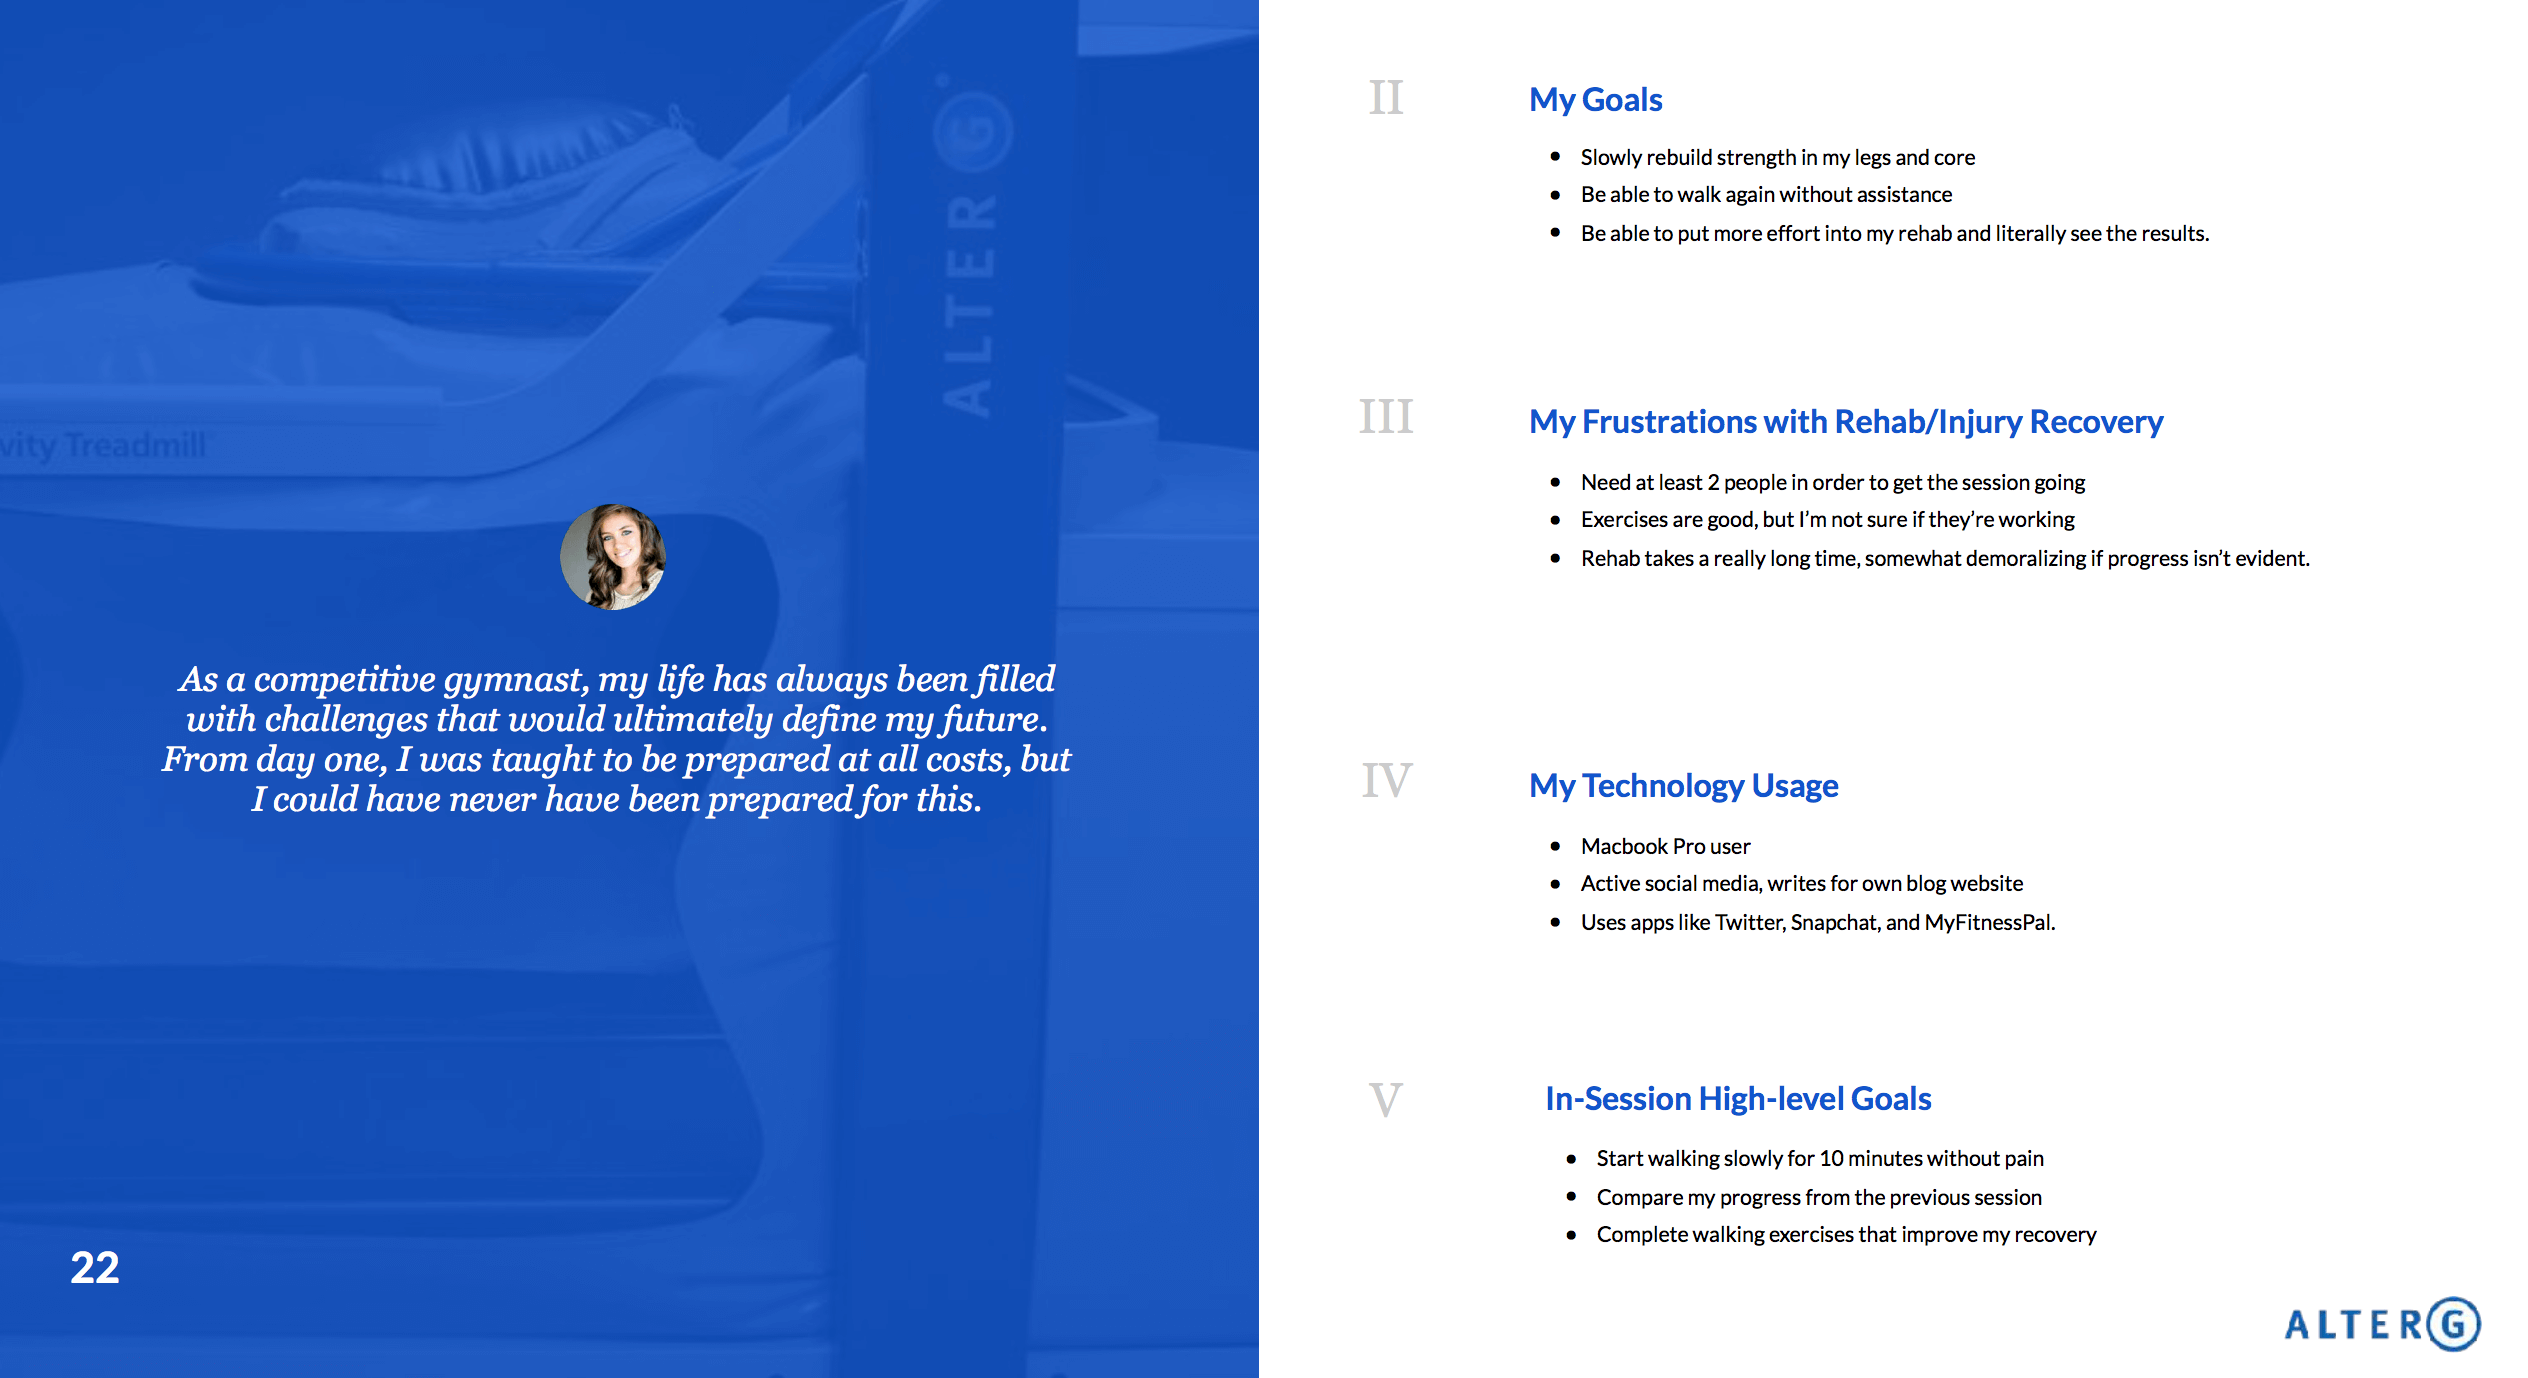 ALTERG
vity Treadmill
As a competitive gymnast, my life has always been filled
with challenges that would ultimately define my future.
From day one, I was taught to be prepared at all costs, but
I could have never have been prepared for this.
22
II
My Goals
• Slowly rebuild strength in my legs and core
• Be able to walk again without assistance
• Be able to put more effort into my rehab and literally see the results.
III
My Frustrations with Rehab/Injury Recovery
• Need at least 2 people in order to get the session going
• Exercises are good, but I’m not sure if they’re working
• Rehab takes a really long time, somewhat demoralizing if progress isn’t evident.
IV
My Technology Usage
• Macbook Pro user
• Active social media, writes for own blog website
• Uses apps like Twitter, Snapchat, and MyFitnessPal.
V
In-Session High-level Goals
• Start walking slowly for 10 minutes without pain
• Compare my progress from the previous session
• Complete walking exercises that improve my recovery
ALTERG